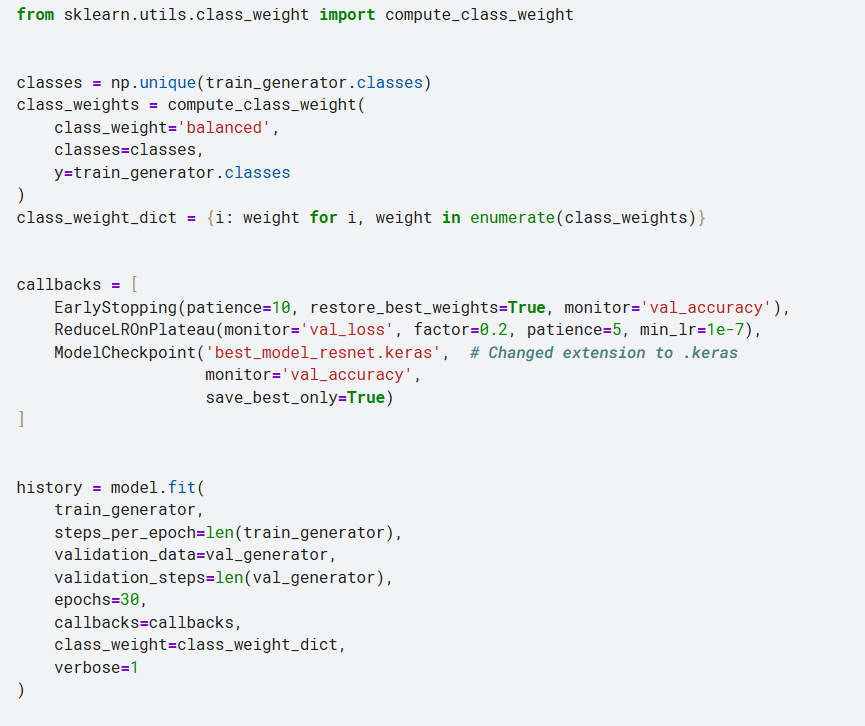 from sklearn.utils.class_weight import compute_class_weight
classes = np.unique(train_generator.classes)
class_weights = compute_class_weight(
    class_weight='balanced',
    classes=classes,
    y=train_generator.classes
)
class_weight_dict = {i: weight for i, weight in enumerate(class_weights)}
callbacks = [
    EarlyStopping(patience=10, restore_best_weights=True, monitor='val_accuracy'),
    ReduceLROnPlateau(monitor='val_loss', factor=0.2, patience=5, min_lr=1e-7),
    ModelCheckpoint('best_model_resnet.keras',  # Changed extension to .keras
                    monitor='val_accuracy',
                    save_best_only=True)
]
history = model.fit(
    train_generator,
    steps_per_epoch=len(train_generator),
    validation_data=val_generator,
    validation_steps=len(val_generator),
    epochs=30,
    callbacks=callbacks,
    class_weight=class_weight_dict,
    verbose=1
)